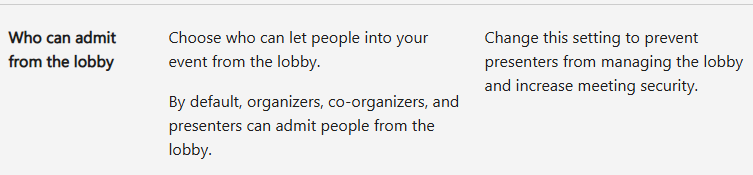 Who can admit
from the lobby
Choose who can let people into your
event from the lobby.
By default, organizers, co-organizers, and
presenters can admit people from the
lobby.
Change this setting to prevent
presenters from managing the lobby
and increase meeting security.